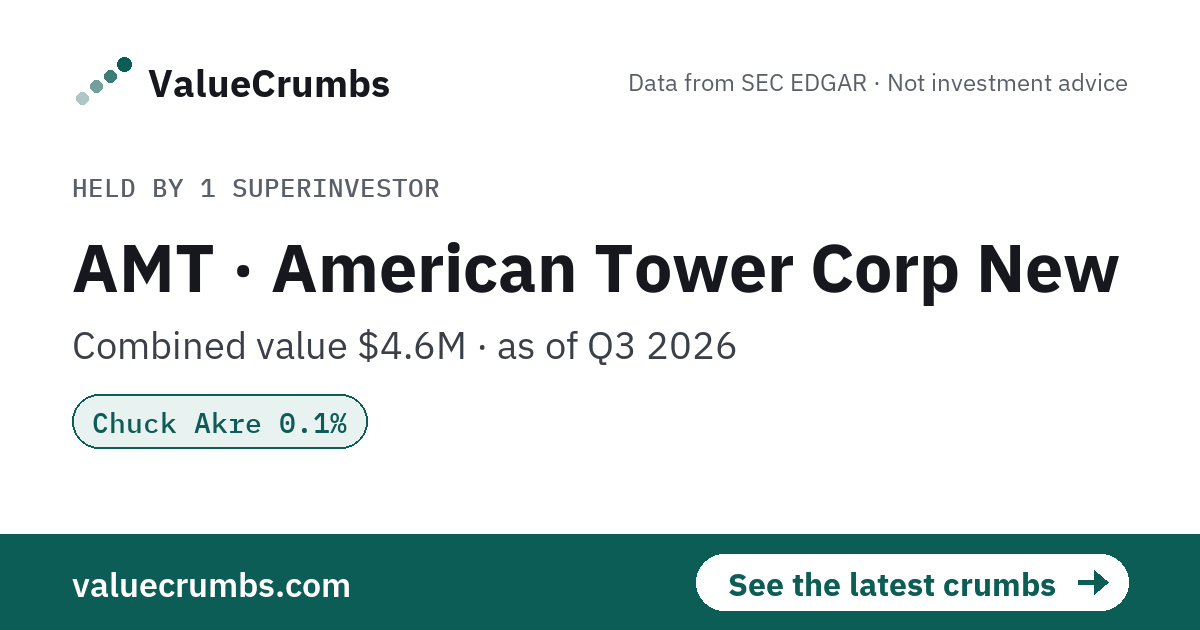 ValueCrumbs
Data from SEC EDGAR · Not investment advice
HELD BY 1 SUPERINVESTOR
AMT · American Tower Corp New
Combined value $4.6M · as of Q3 2026
Chuck Akre 0.1%
valuecrumbs.com
See the latest crumbs